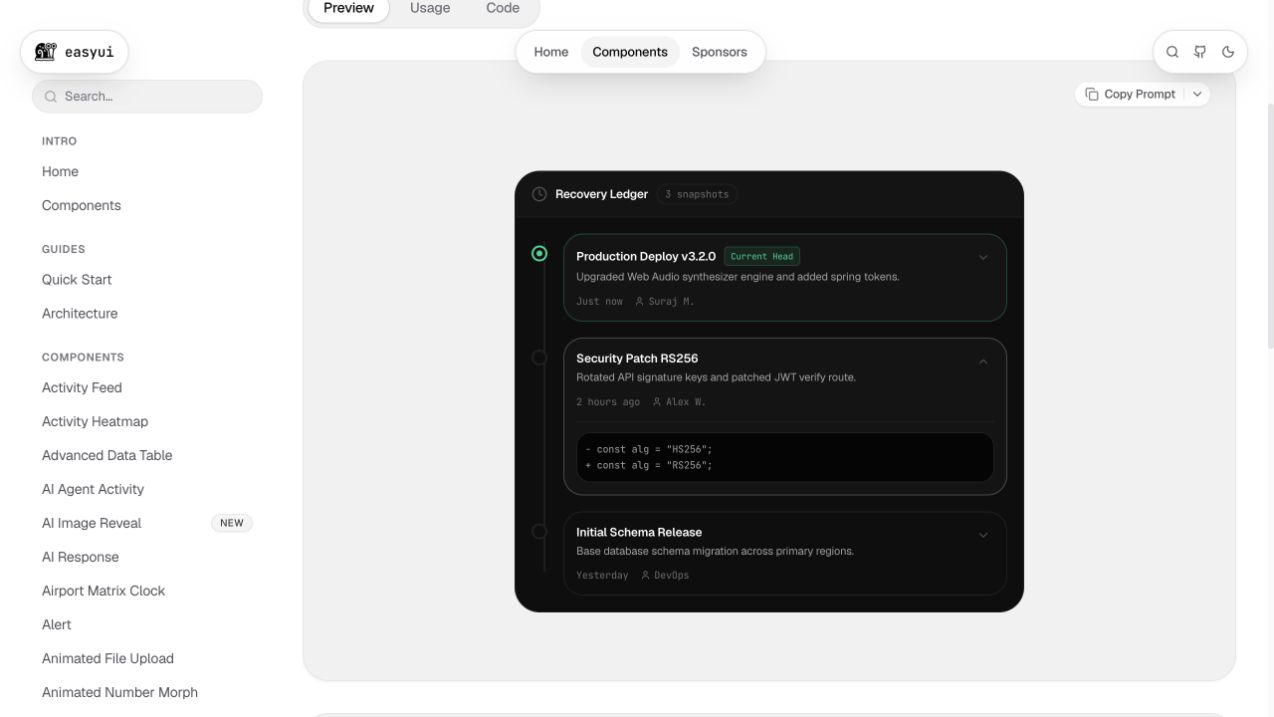 Preview Usage Code
easyui
Home Components Sponsors
Search...
Copy Prompt
INTRO
Home
Components
GUIDES
Quick Start
Architecture
COMPONENTS
Activity Feed
Activity Heatmap
Advanced Data Table
AI Agent Activity
AI Image Reveal NEW
AI Response
Airport Matrix Clock
Alert
Animated File Upload
Animated Number Morph
Recovery Ledger 3 snapshots
Production Deploy v3.2.0 Current Head
Upgraded Web Audio synthesizer engine and added spring tokens.
Just now Suraj M.
Security Patch RS256
Rotated API signature keys and patched JWT verify route.
2 hours ago Alex W.
- const alg = "HS256";
+ const alg = "RS256";
Initial Schema Release
Base database schema migration across primary regions.
Yesterday DevOps